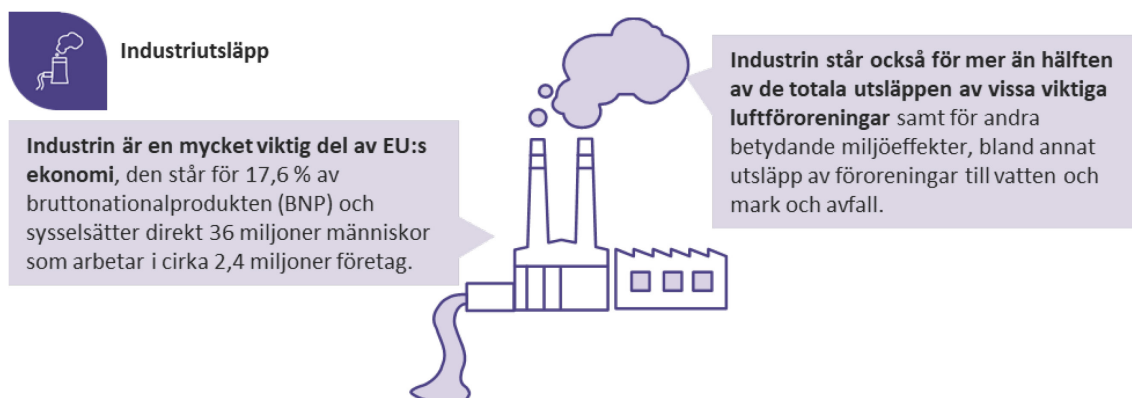 Industriutsläpp
Industrin är en mycket viktig del av EU:s
ekonomi, den står för 17,6 % av
bruttonationalprodukten (BNP) och
sysselsätter direkt 36 miljoner människor
som arbetar i cirka 2,4 miljoner företag.
Industrin står också för mer än hälften
av de totala utsläppen av vissa viktiga
luftföroreningar samt för andra
betydande miljöeffekter, bland annat
utsläpp av föroreningar till vatten och
mark och avfall.